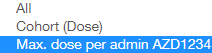 All
Cohort (Dose)
Max. dose per admin AZD1234